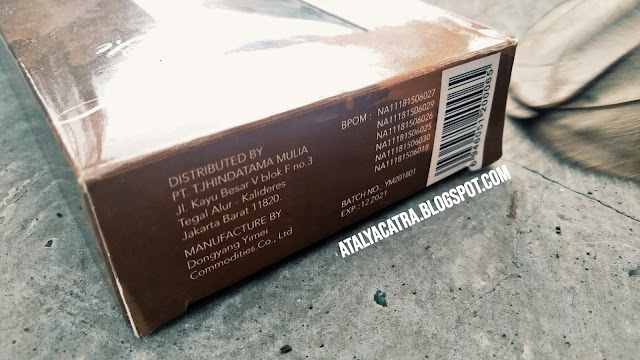 DISTRIBUTED BY
PT. TJHINDATAMA MULIA
Jl. Kayu Besar V blok F no 3
Tegal Alur - Kalideres
Jakarta Barat 11820.
MANUFACTURE BY
Dongyang Yimei
Commodities Co., Ltd
BPOM : NA11181506027
NA11181506029
NA11181506026
NA11181506025
NA11181506030
NA11181506018
BATCH NO.: YM201801
EXP.:12.2021
ATALYACATRA.BLOGSPOT.COM